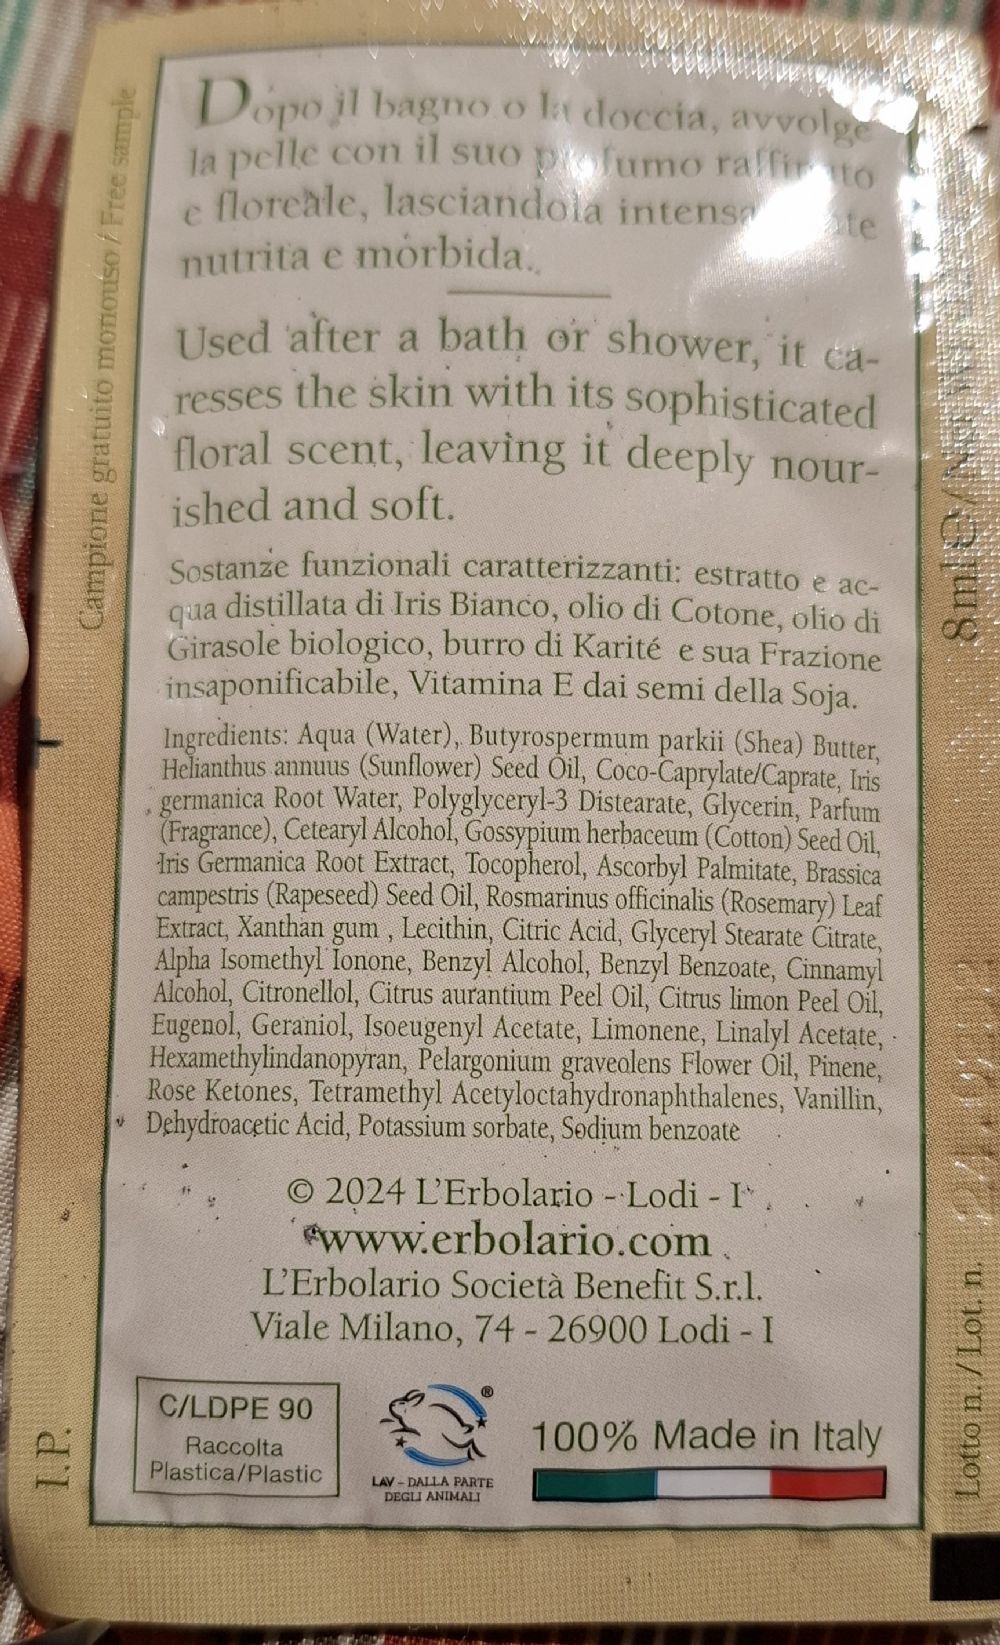 Dopo il bagno o la doccia, avvolge
la pelle con il suo profumo raffinato
e floreale, lasciandola
nutrita e morbida.
Used after a bath or shower, it ca-
resses the skin with its sophisticated
floral scent, leaving it deeply nour-
ished and soft.
Sostanze funzionali caratterizzanti: estratto e ac-
qua distillata di Iris Bianco, olio di Cotone, olio di
Girasole biologico, burro di Karité e sua Frazione
insaponificabile, Vitamina E dai semi della Soja.
Ingredients: Aqua (Water), Butyrospermum parkii (Shea) Butter,
Helianthus annuus (Sunflower) Seed Oil, Coco-Caprylate/Caprate, Iris
germanica Root Water, Polyglyceryl-3 Distearate, Glycerin, Parfum
(Fragrance), Cetearyl Alcohol, Gossypium herbaceum (Cotton) Seed Oil,
Iris Germanica Root Extract, Tocopherol, Ascorbyl Palmitate, Brassica
campestris (Rapeseed) Seed Oil, Rosmarinus officinalis (Rosemary) Leaf
Extract, Xanthan gum , Lecithin, Citric Acid, Glyceryl Stearate Citrate,
Alpha Isomethyl Ionone, Benzyl Alcohol, Benzyl Benzoate, Cinnamyl
Alcohol, Citronellol, Citrus aurantium Peel Oil, Citrus limon Peel Oil,
Eugenol, Geraniol, Isoeugenyl Acetate, Limonene, Linalyl Acetate,
Hexamethylindanopyran, Pelargonium graveolens Flower Oil, Pinene,
Rose Ketones, Tetramethyl Acetyloctahydronaphthalenes, Vanillin,
Dehydroacetic Acid, Potassium sorbate, Sodium benzoate
© 2024 L'Erbolario - Lodi - I
www.erbolario.com
L'Erbolario Società Benefit S.r.l.
Viale Milano, 74 - 26900 Lodi - I
C/LDPE 90
Raccolta
Plastica/Plastic
®
LAV – DALLA PARTE
DEGLI ANIMALI
100% Made in Italy
Campione gratuito monouso / Free sample
I.P.
8 ml ℮
Lotto n. / Lot. n.